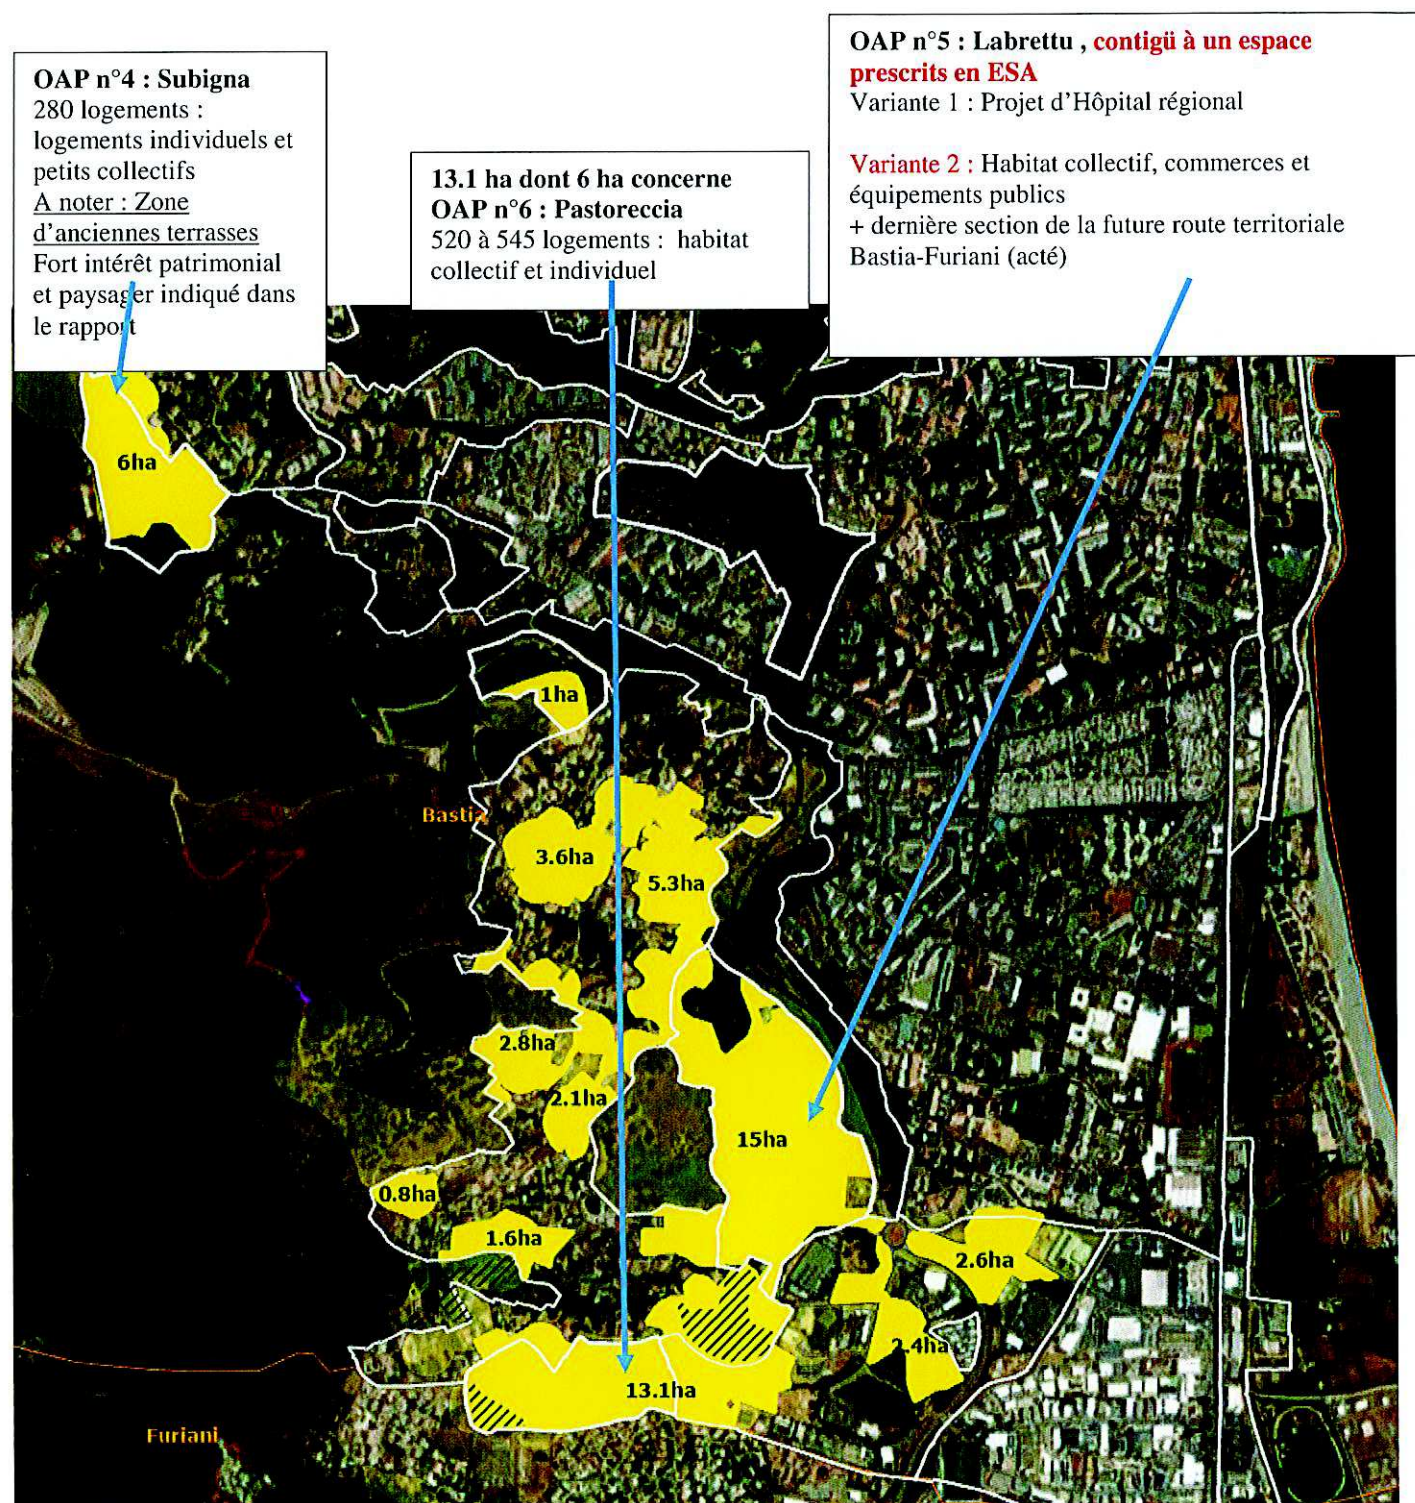 OAP n°4 : Subigna
280 logements :
logements individuels et
petits collectifs
A noter : Zone
d'anciennes terrasses
Fort intérêt patrimonial
et paysager indiqué dans
le rapport
13.1 ha dont 6 ha concerne
OAP n°6 : Pastoreccia
520 à 545 logements : habitat
collectif et individuel
OAP n°5 : Labrettu , contigü à un espace
prescrits en ESA
Variante 1 : Projet d'Hôpital régional
Variante 2 : Habitat collectif, commerces et
équipements publics
+ dernière section de la future route territoriale
Bastia-Furiani (acté)
6ha
1ha
Bastia
3.6ha
5.3ha
2.8ha
2.1ha
15ha
0.8ha
1.6ha
2.6ha
2.4ha
13.1ha
Furiani